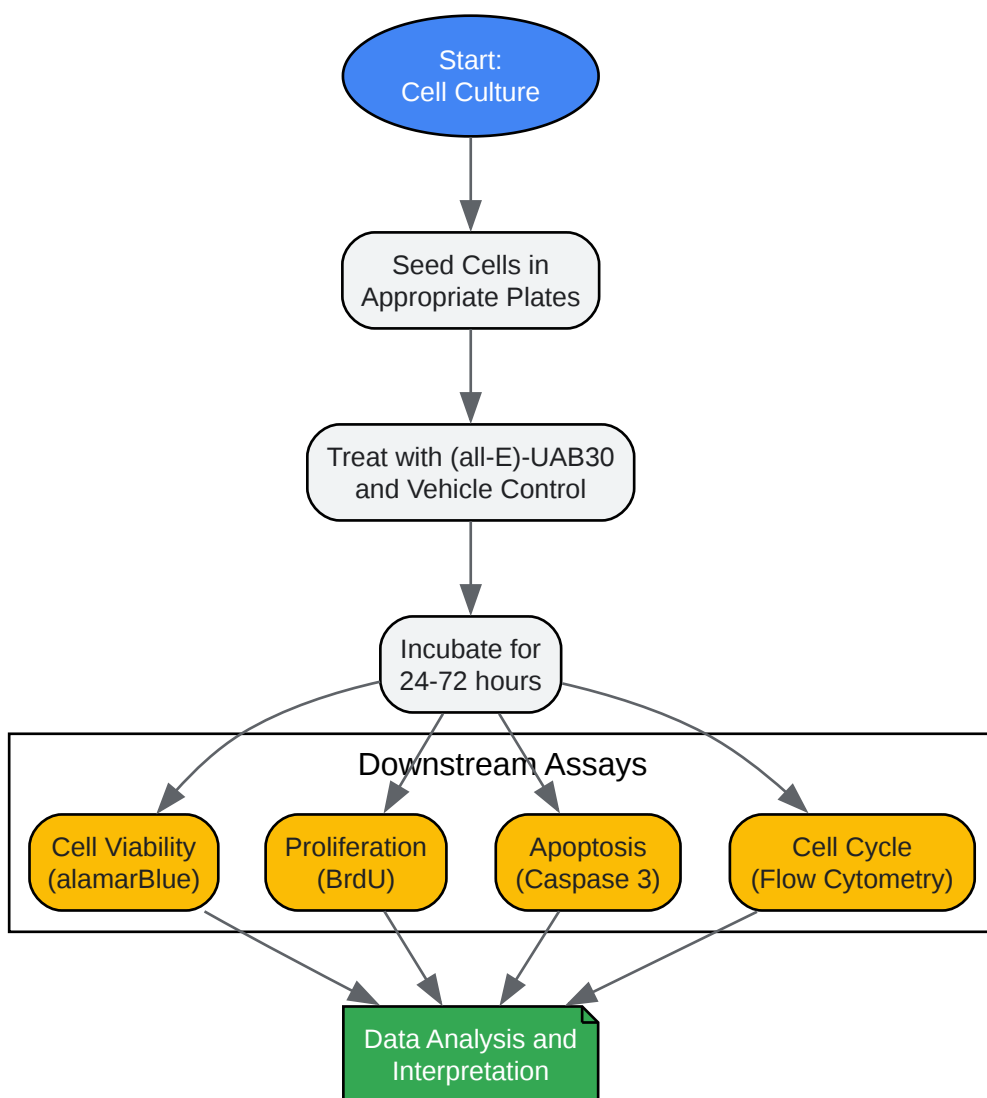 Start:
Cell Culture
Seed Cells in
Appropriate Plates
Treat with (all-E)-UAB30
and Vehicle Control
Incubate for
24-72 hours
Downstream Assays
Cell Viability
(alamarBlue)
Proliferation
(BrdU)
Apoptosis
(Caspase 3)
Cell Cycle
(Flow Cytometry)
Data Analysis and
Interpretation